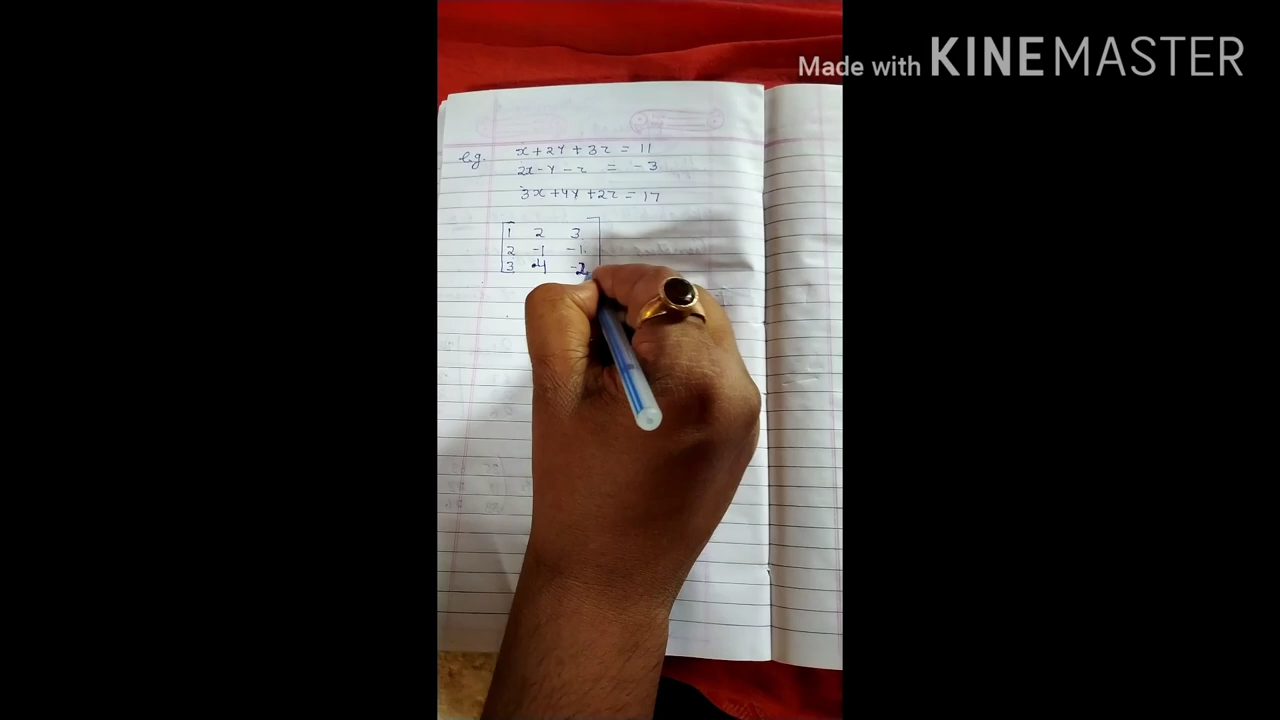 Made with KINEMASTER
e.g. x+2y+3z = 11
2x-y-z = -3
3x+4y+2z = 17
1 2 3
2 -1 -1
3 4 -2